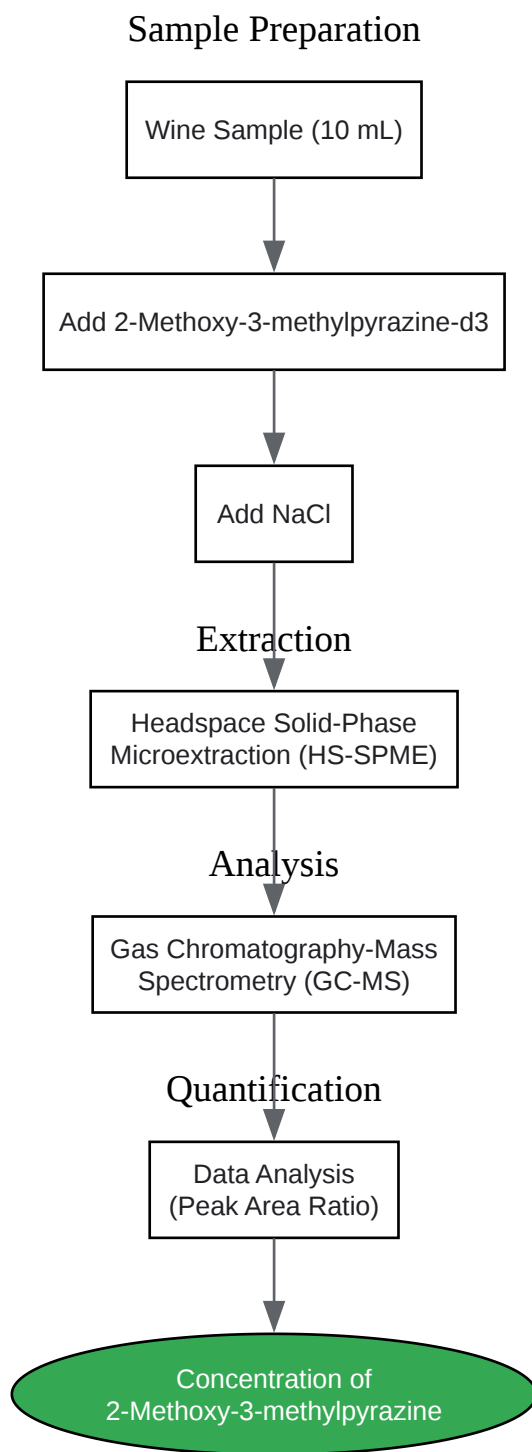 Sample Preparation
Wine Sample (10 mL)
Add 2-Methoxy-3-methylpyrazine-d3
Add NaCl
Extraction
Headspace Solid-Phase
Microextraction (HS-SPME)
Analysis
Gas Chromatography-Mass
Spectrometry (GC-MS)
Quantification
Data Analysis
(Peak Area Ratio)
Concentration of
2-Methoxy-3-methylpyrazine